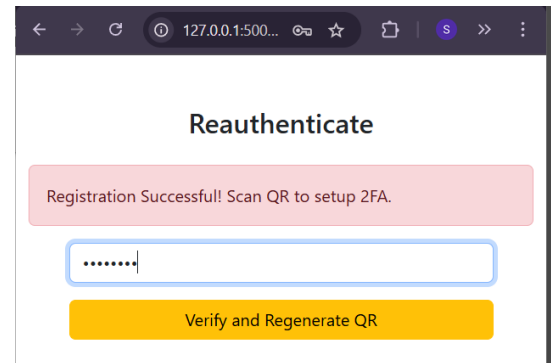 127.0.0.1:500...
S
Reauthenticate
Registration Successful! Scan QR to setup 2FA.
••••••••
Verify and Regenerate QR